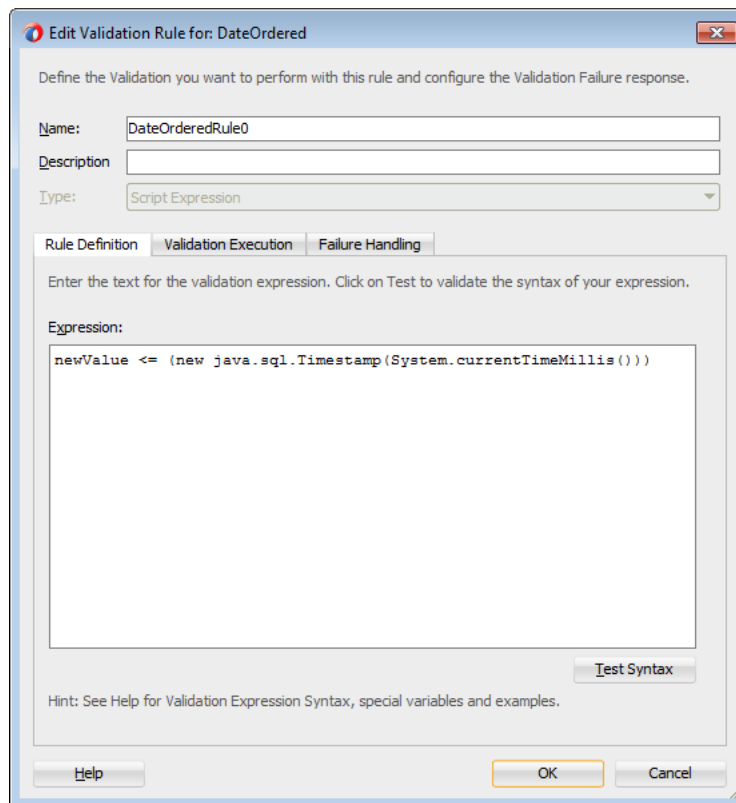 Edit Validation Rule for: DateOrdered
Define the Validation you want to perform with this rule and configure the Validation Failure response.
Name: DateOrderedRule0
Description
Type: Script Expression
Rule Definition Validation Execution Failure Handling
Enter the text for the validation expression. Click on Test to validate the syntax of your expression.
Expression:
newValue <= (new java.sql.Timestamp(System.currentTimeMillis()))
Test Syntax
Hint: See Help for Validation Expression Syntax, special variables and examples.
Help OK Cancel